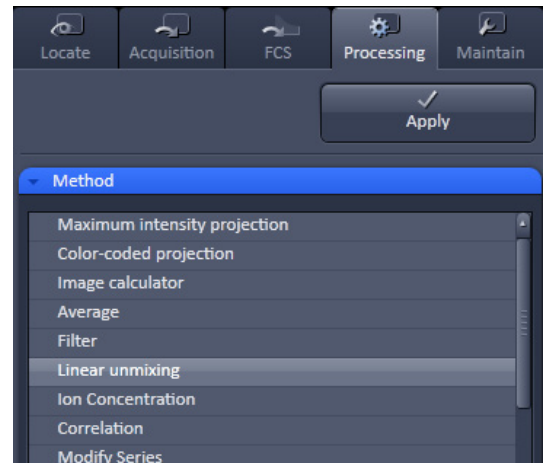 Locate Acquisition FCS Processing Maintain
Apply
Method
Maximum intensity projection
Color-coded projection
Image calculator
Average
Filter
Linear unmixing
Ion Concentration
Correlation
Modify Series